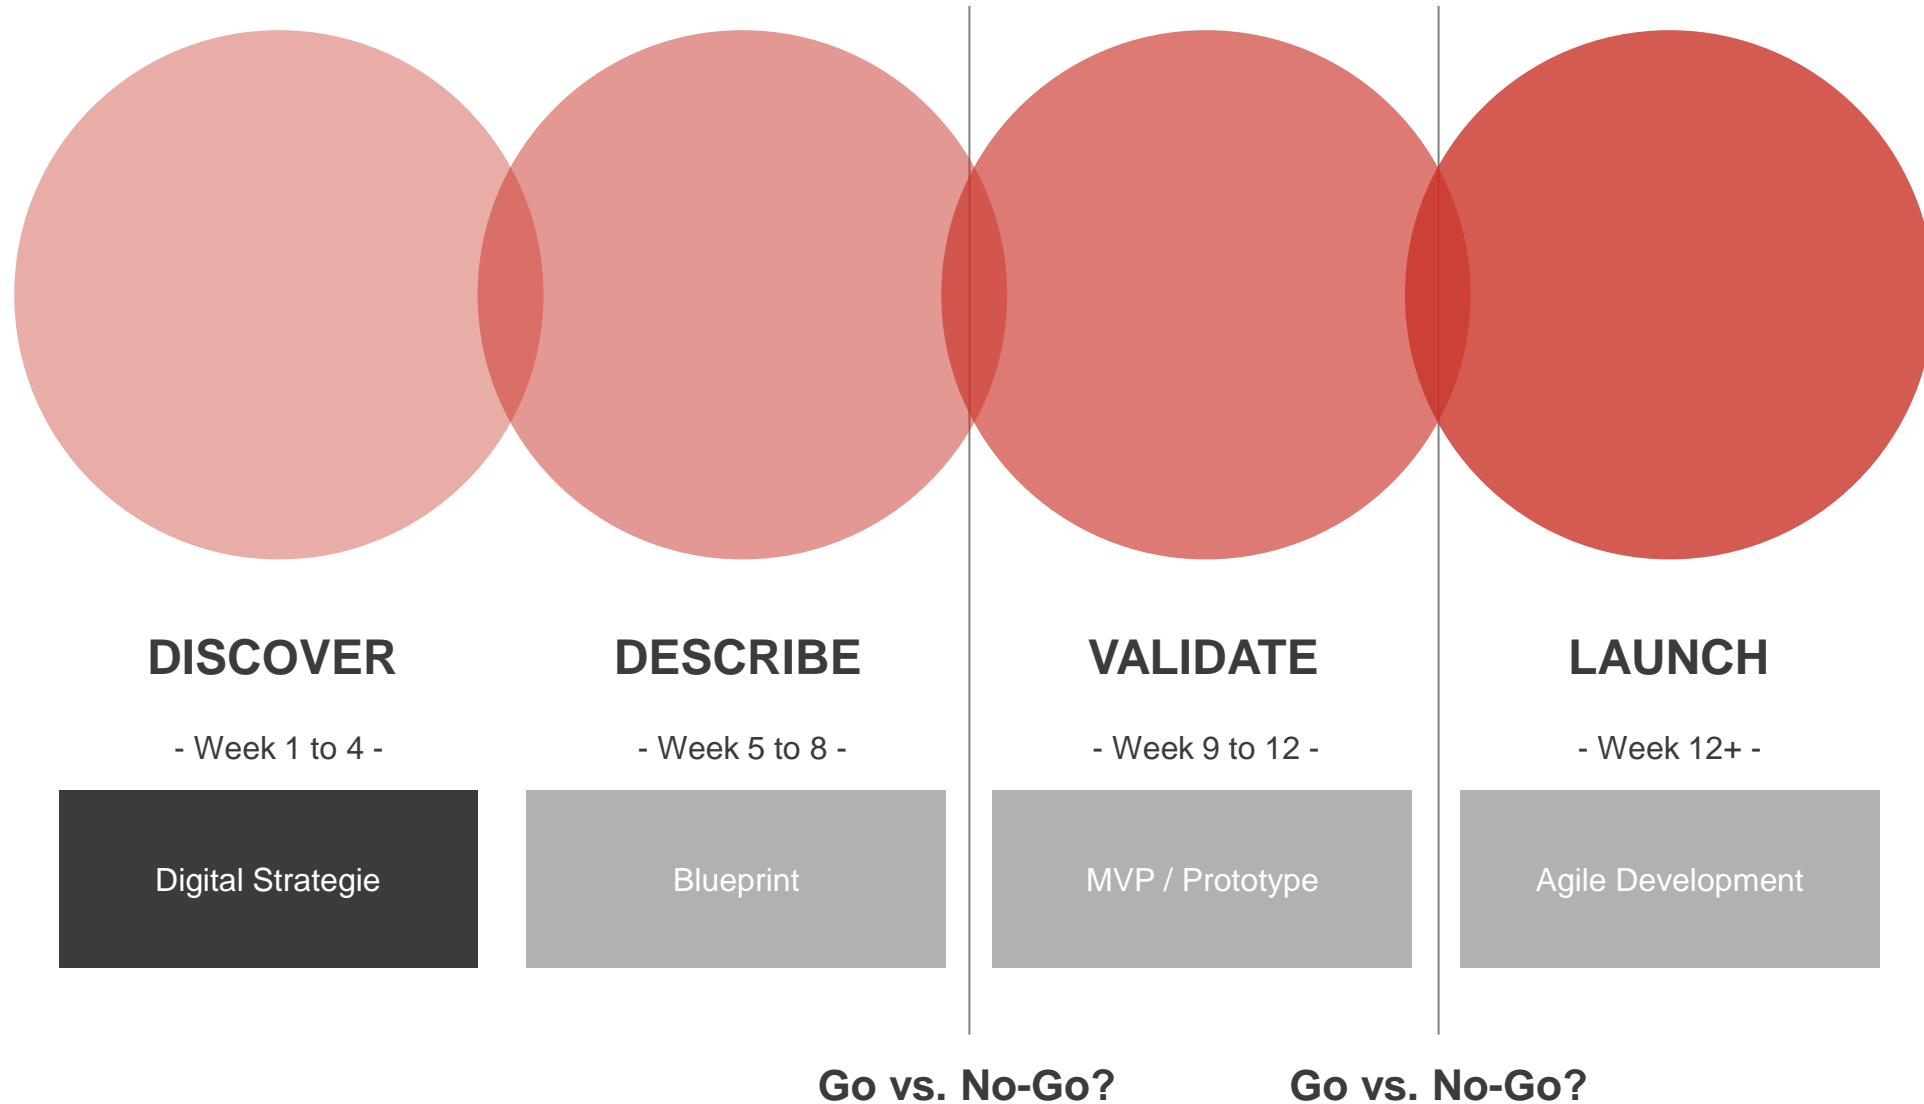 DISCOVER
DESCRIBE
VALIDATE
LAUNCH
- Week 1 to 4 -
- Week 5 to 8 -
- Week 9 to 12 -
- Week 12+ -
Digital Strategie
Blueprint
MVP / Prototype
Agile Development
Go vs. No-Go?
Go vs. No-Go?